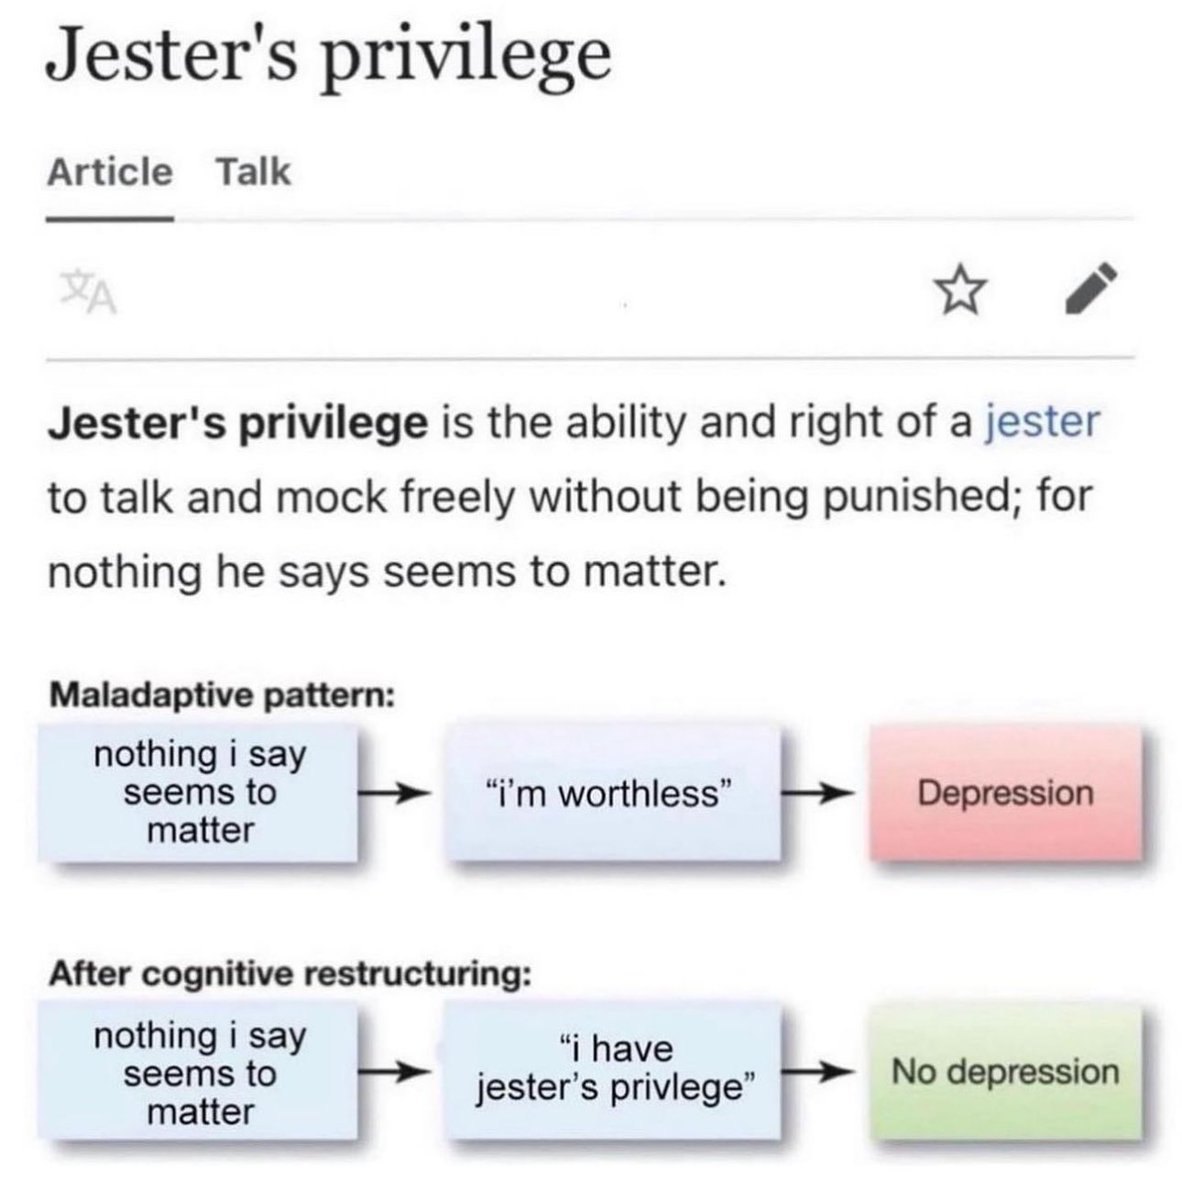 Jester's privilege
Article Talk
文A
Jester's privilege is the ability and right of a jester
to talk and mock freely without being punished; for
nothing he says seems to matter.
Maladaptive pattern:
nothing i say
seems to
matter
“i'm worthless”
Depression
After cognitive restructuring:
nothing i say
seems to
matter
“i have
jester's privlege”
No depression